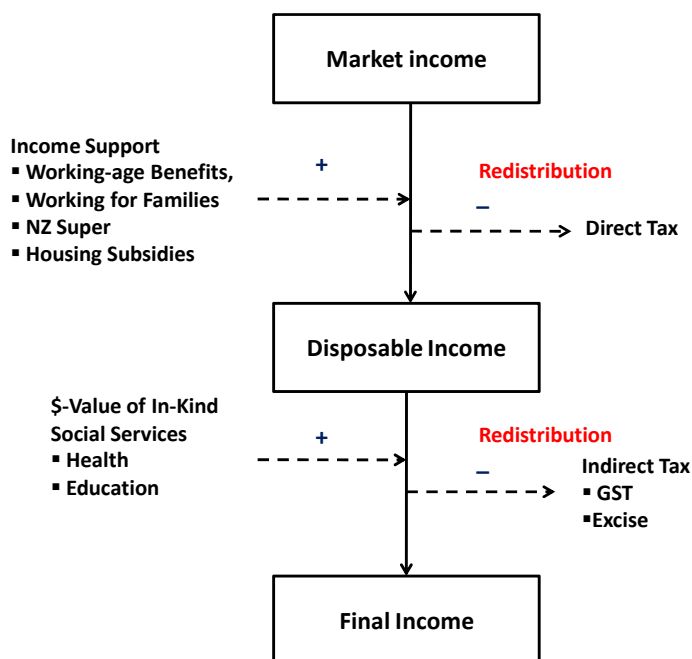 Market income
Income Support
▪ Working-age Benefits,
▪ Working for Families
▪ NZ Super
▪ Housing Subsidies
+
Redistribution
–
Direct Tax
Disposable Income
$-Value of In-Kind
Social Services
▪ Health
▪ Education
+
Redistribution
–
Indirect Tax
▪ GST
▪Excise
Final Income